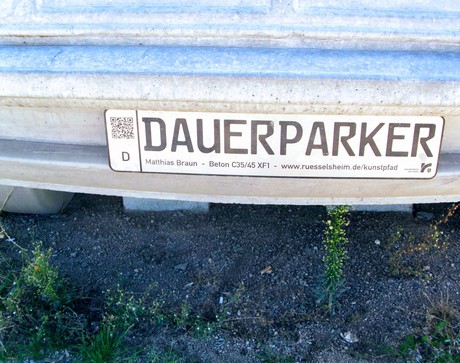 DAUERPARKER
D
Matthias Braun - Beton C35/45 XF1 - www.ruesselsheim.de/kunstpfad